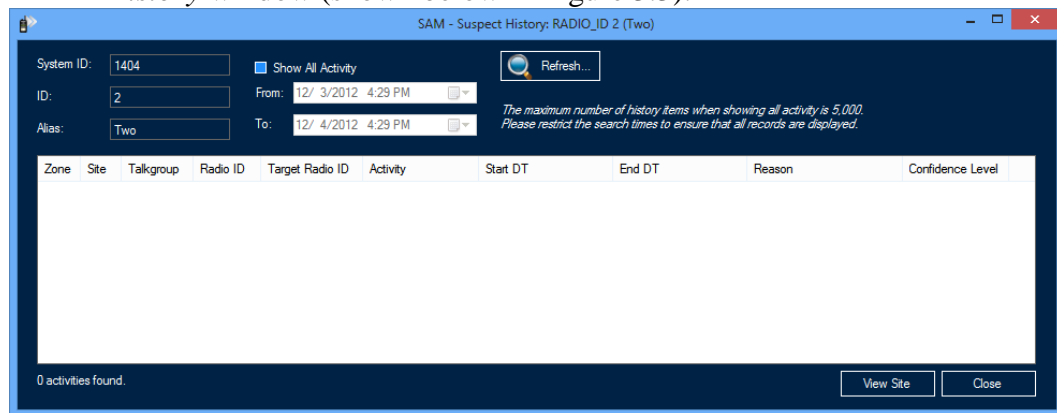 SAM - Suspect History: RADIO_ID 2 (Two)
System ID: 1404
Show All Activity
Refresh...
ID: 2
From: 12/ 3/2012 4:29 PM
The maximum number of history items when showing all activity is 5,000.
Please restrict the search times to ensure that all records are displayed.
Alias: Two
To: 12/ 4/2012 4:29 PM
Zone Site Talkgroup Radio ID Target Radio ID Activity Start DT End DT Reason Confidence Level
0 activities found.
View Site Close